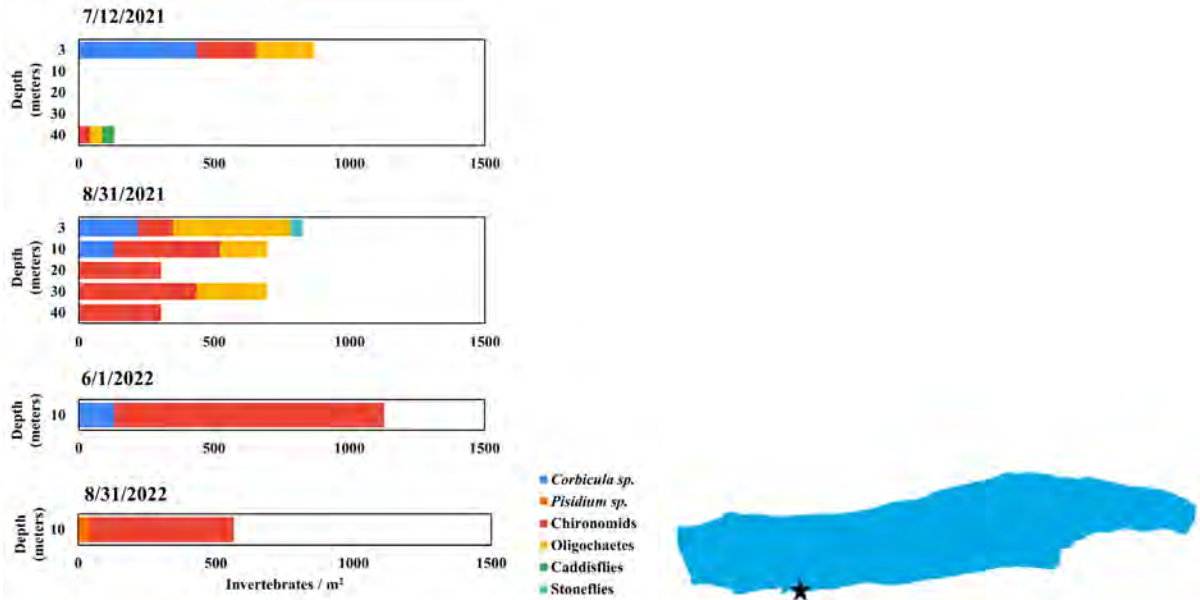 7/12/2021
Depth
(meters)
3
10
20
30
40
0 500 1000 1500
8/31/2021
Depth
(meters)
3
10
20
30
40
0 500 1000 1500
6/1/2022
Depth
(meters)
10
0 500 1000 1500
8/31/2022
Depth
(meters)
10
0 500 1000 1500
Invertebrates / m²
Corbicula sp.
Pisidium sp.
Chironomids
Oligochaetes
Caddisflies
Stoneflies